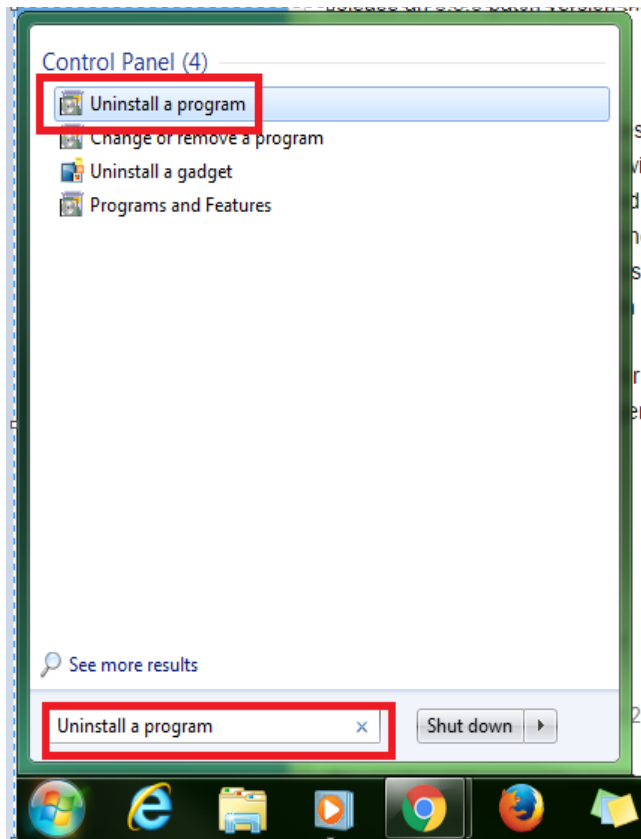 Control Panel (4)
Uninstall a program
Change or remove a program
Uninstall a gadget
Programs and Features
See more results
Uninstall a program
Shut down